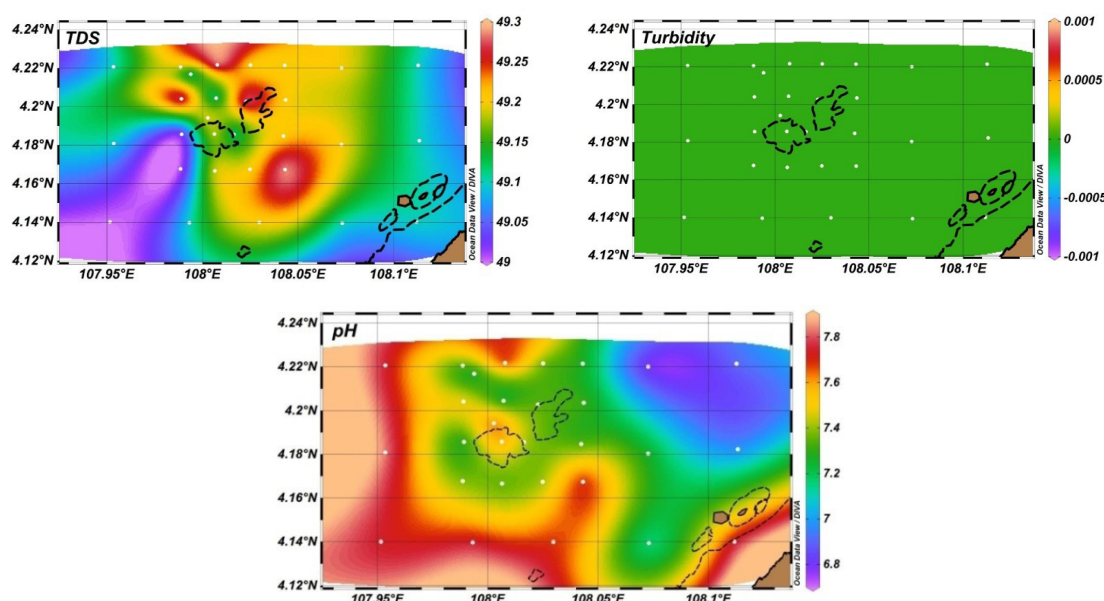 TDS
4.24°N
4.22°N
4.2°N
4.18°N
4.16°N
4.14°N
4.12°N
107.95°E
108°E
108.05°E
108.1°E
49.3
49.25
49.2
49.15
49.1
49.05
49
Ocean Data View / DIVA
Turbidity
4.24°N
4.22°N
4.2°N
4.18°N
4.16°N
4.14°N
4.12°N
107.95°E
108°E
108.05°E
108.1°E
0.001
0.0005
0
-0.0005
-0.001
Ocean Data View / DIVA
pH
4.24°N
4.22°N
4.2°N
4.18°N
4.16°N
4.14°N
4.12°N
107.95°E
108°E
108.05°E
108.1°E
7.8
7.6
7.4
7.2
7
6.8
Ocean Data View / DIVA